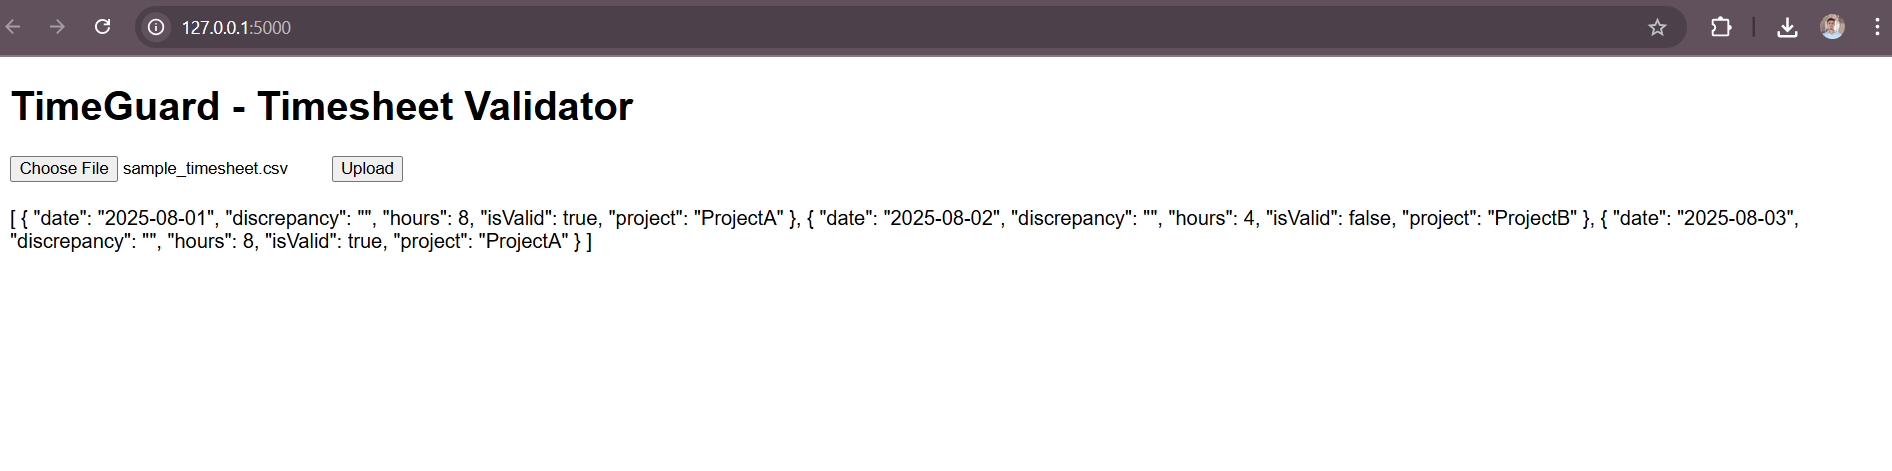 127.0.0.1:5000
TimeGuard - Timesheet Validator
Choose File sample_timesheet.csv Upload
[ { "date": "2025-08-01", "discrepancy": "", "hours": 8, "isValid": true, "project": "ProjectA" }, { "date": "2025-08-02", "discrepancy": "", "hours": 4, "isValid": false, "project": "ProjectB" }, { "date": "2025-08-03",
"discrepancy": "", "hours": 8, "isValid": true, "project": "ProjectA" } ]